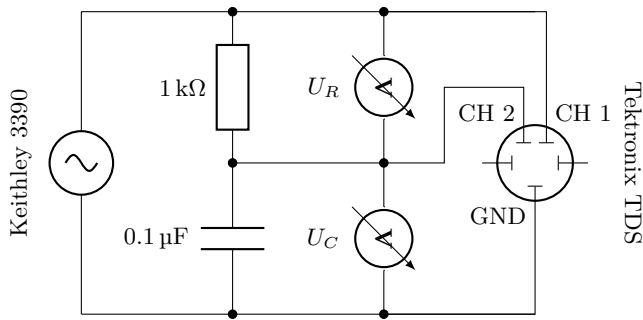 Keithley 3390
1 kΩ
U_R
V
CH 2
CH 1
GND
Tektronix TDS
0.1 µF
U_C
V